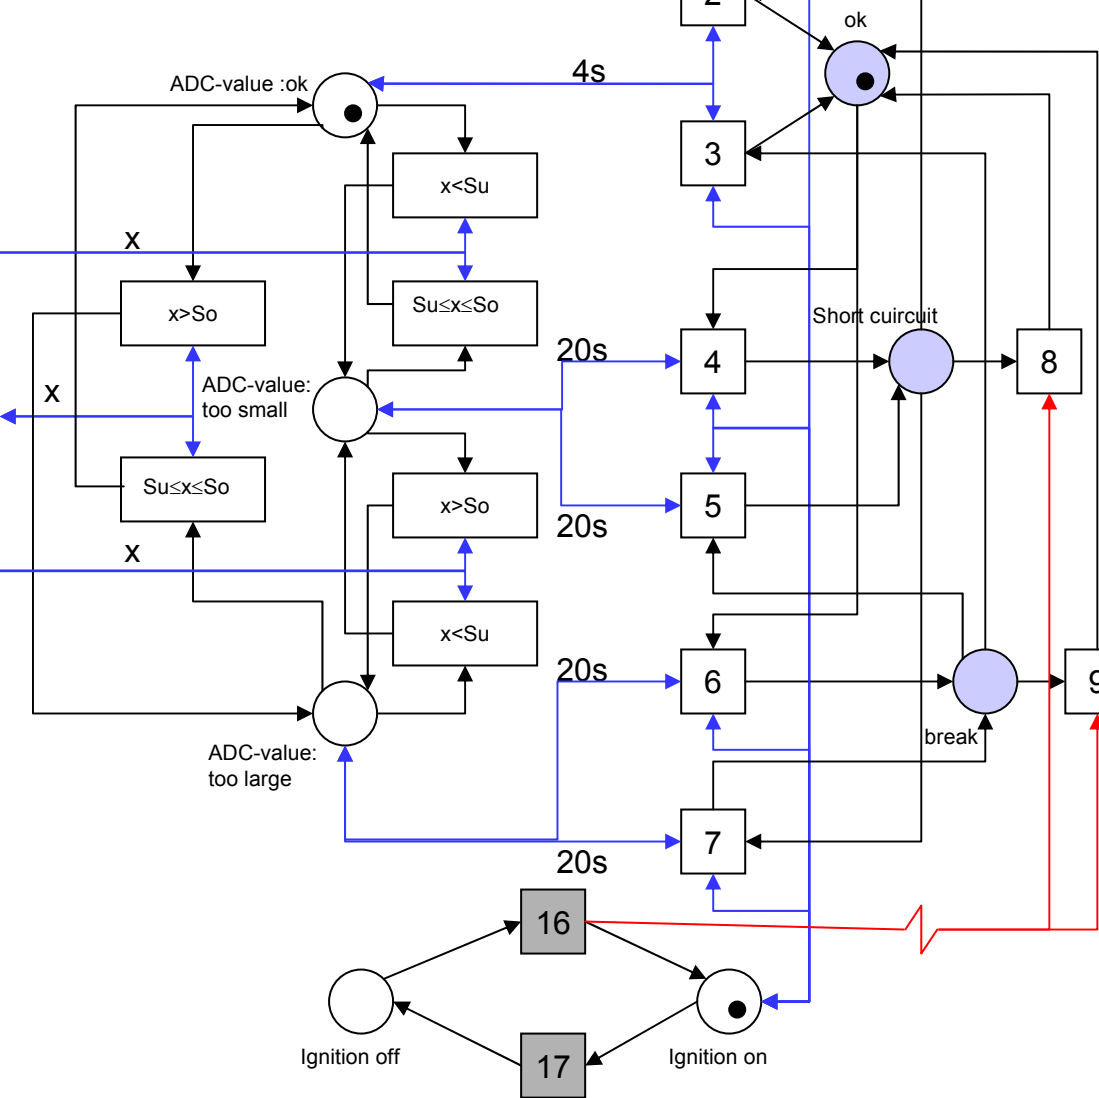 2
ok
4s
ADC-value :ok
3
x<Su
x
Su≤x≤So
x>So
Short cuircuit
20s
4
8
x
ADC-value:
too small
Su≤x≤So
x>So
5
20s
x
x<Su
20s
6
9
break
ADC-value:
too large
7
20s
16
Ignition off
Ignition on
17